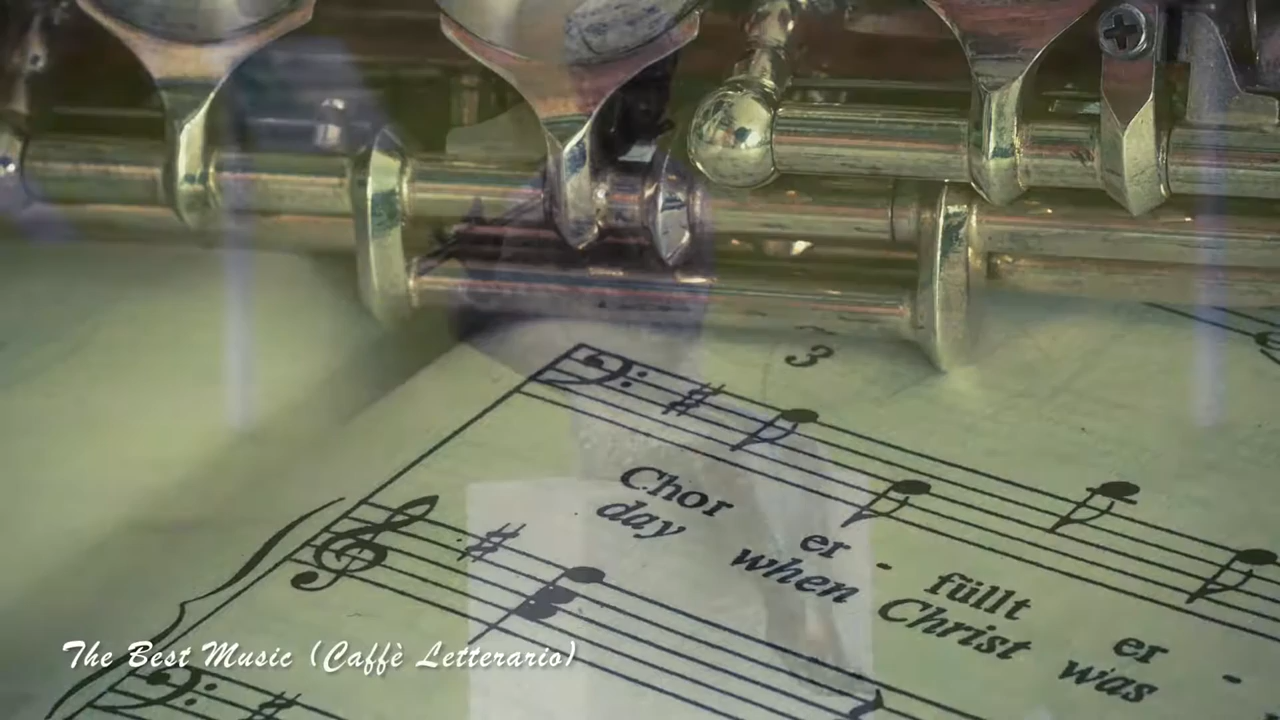 3
Chor er - füllt er -
day when Christ was
The Best Music (Caffè Letterario)